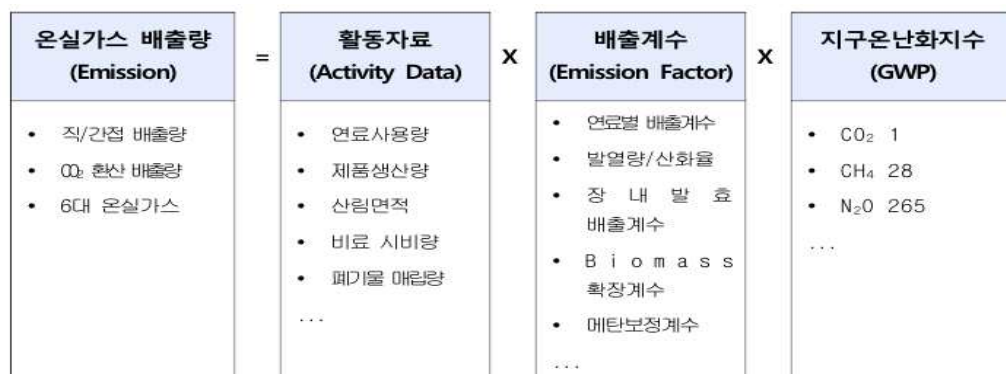 온실가스 배출량
(Emission)
=
활동자료
(Activity Data)
X
배출계수
(Emission Factor)
X
지구온난화지수
(GWP)
• 직/간접 배출량
• CO₂ 환산 배출량
• 6대 온실가스
• 연료사용량
• 제품생산량
• 산림면적
• 비료 시비량
• 폐기물 매립량
...
• 연료별 배출계수
• 발열량/산화율
• 장 내 발 효
배출계수
• B i o m a s s
확장계수
• 메탄보정계수
...
• CO₂ 1
• CH₄ 28
• N₂O 265
...